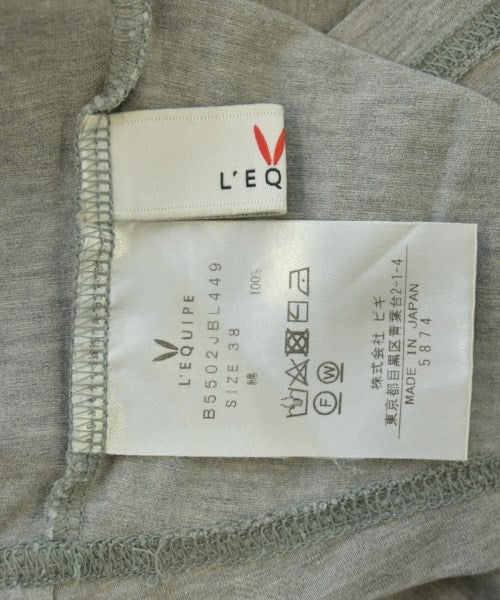 L'EQ
L'EQUIPE
B5502JBL449
SIZE 38
綿 100%
F W
株式会社 ビギ
東京都目黒区青葉台2-1-4
MADE IN JAPAN
5874